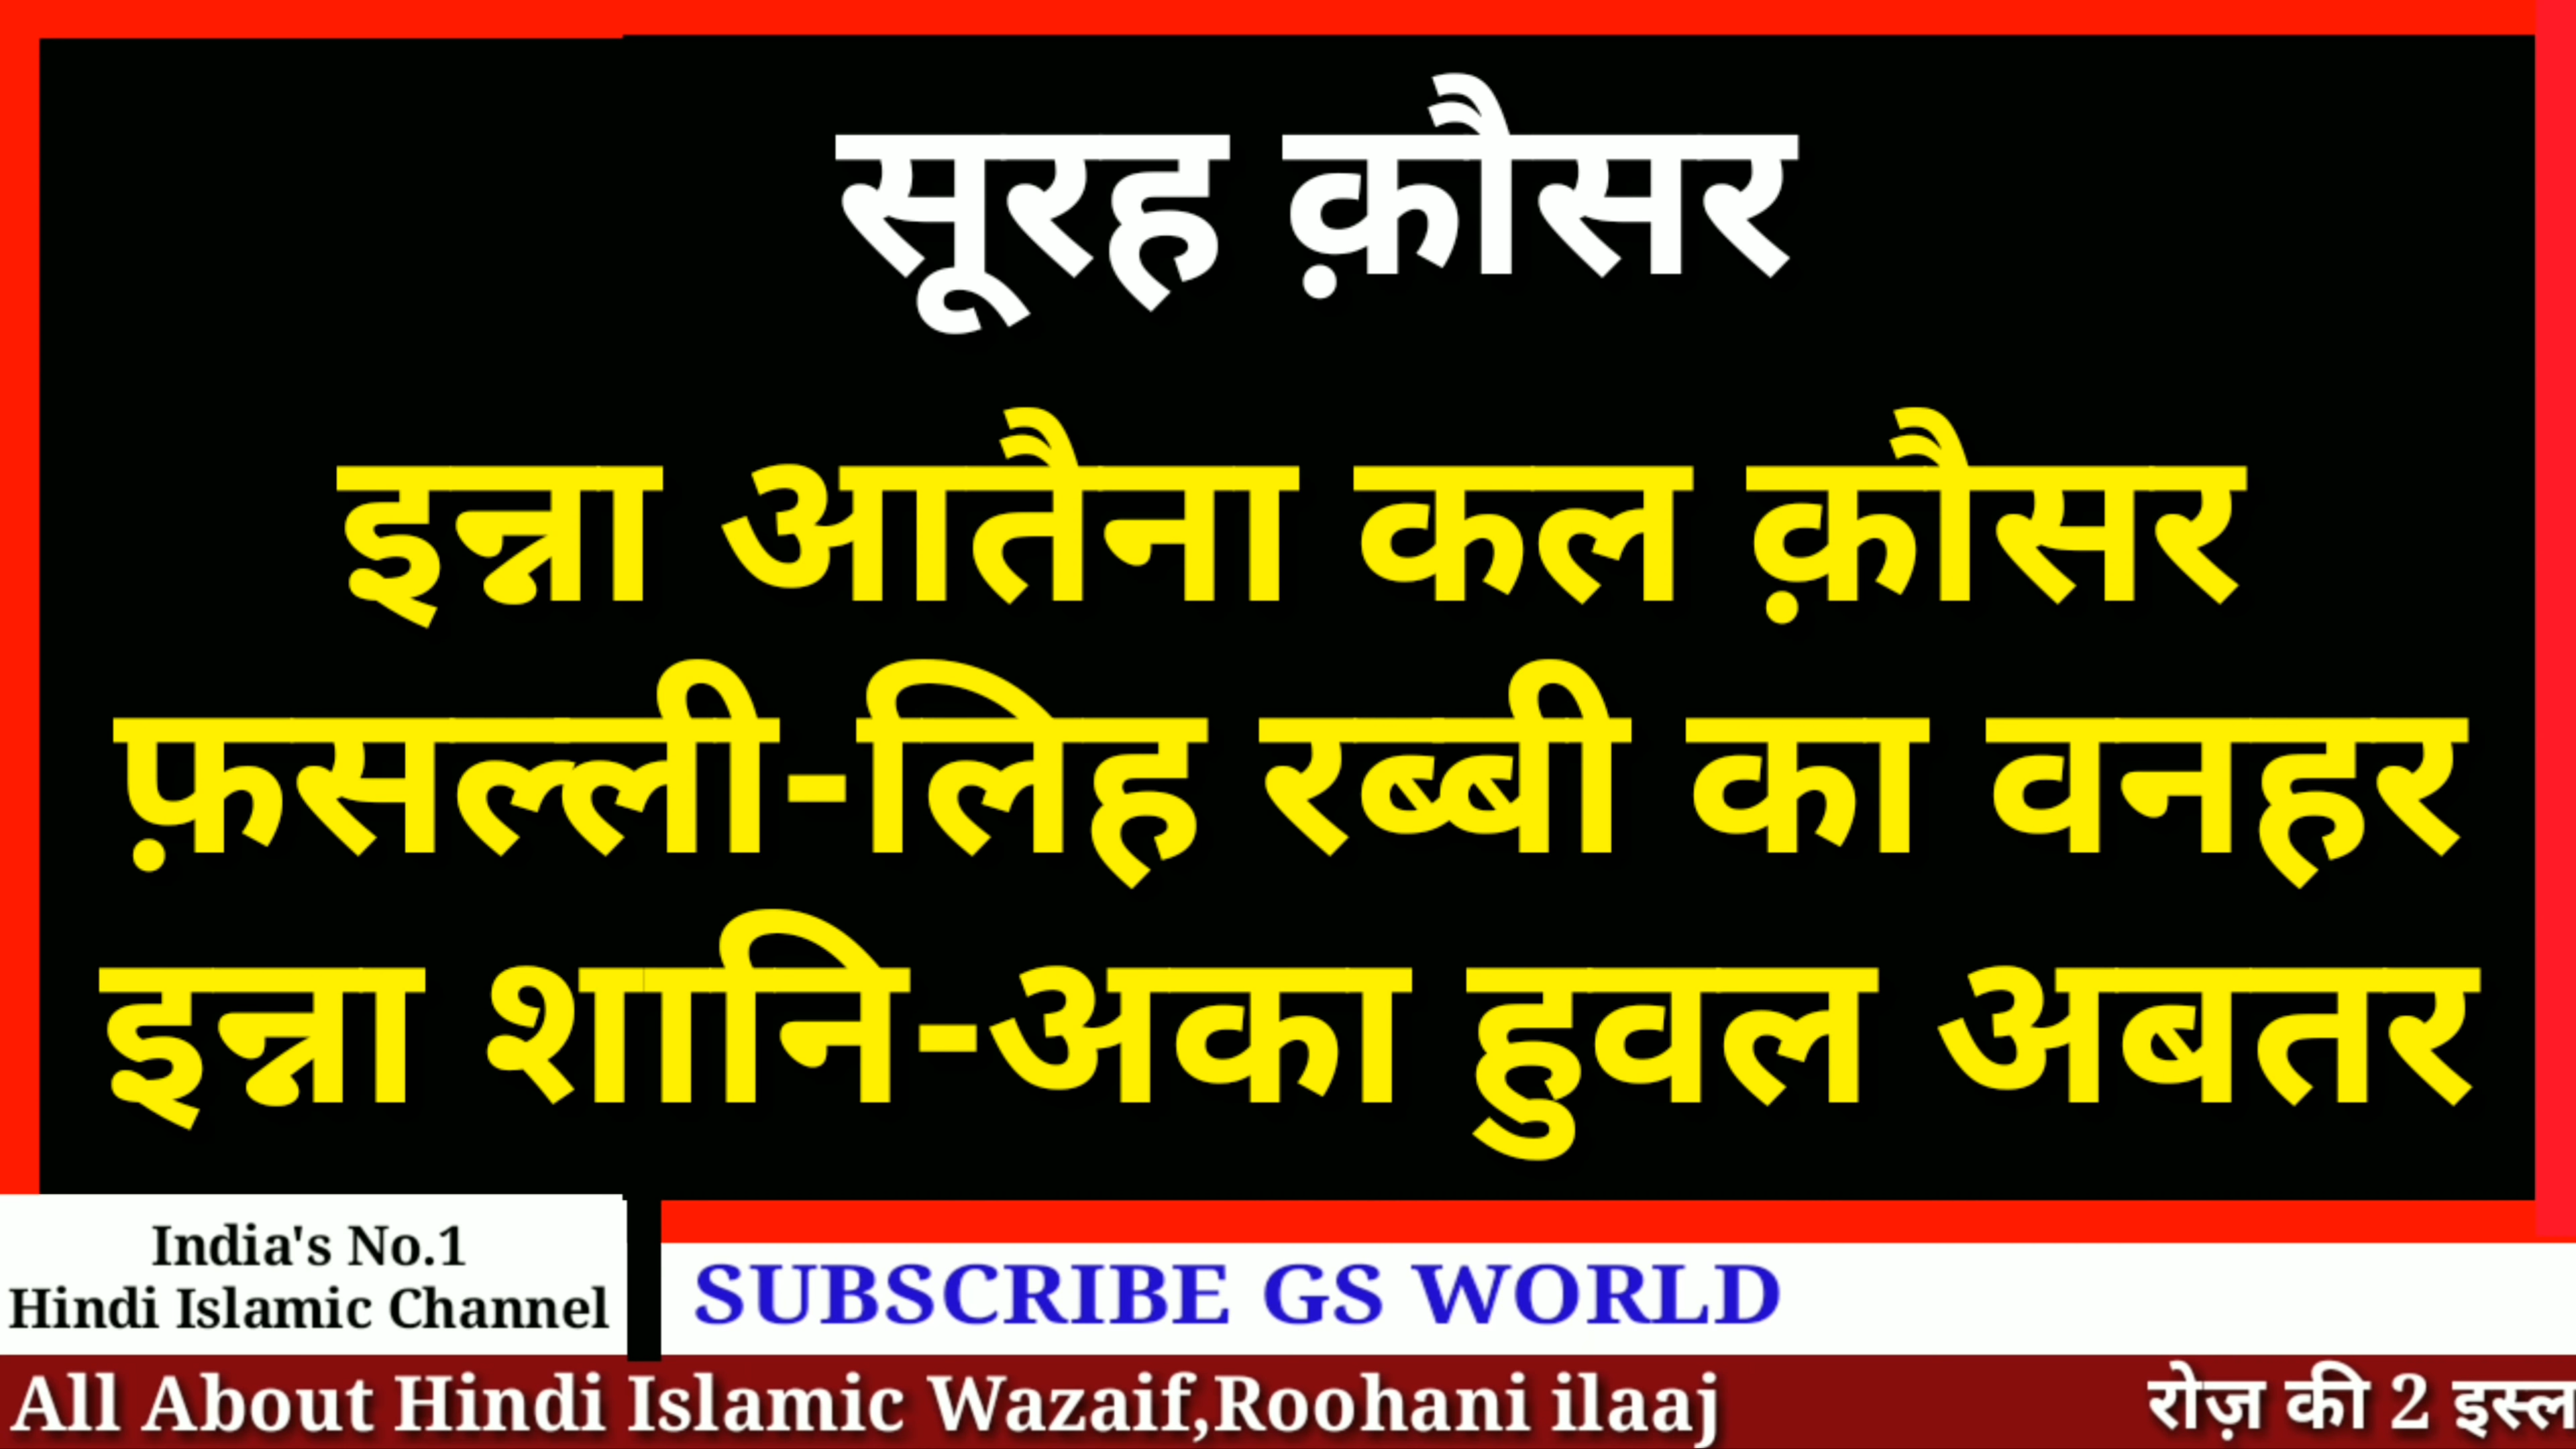 सूरह क़ौसर
इन्ना आतैना कल क़ौसर
फ़सल्ली-लिह रब्बी का वनहर
इन्ना शानि-अका हुवल अबतर
India's No.1
Hindi Islamic Channel
SUBSCRIBE GS WORLD
All About Hindi Islamic Wazaif,Roohani ilaaj
रोज़ की 2